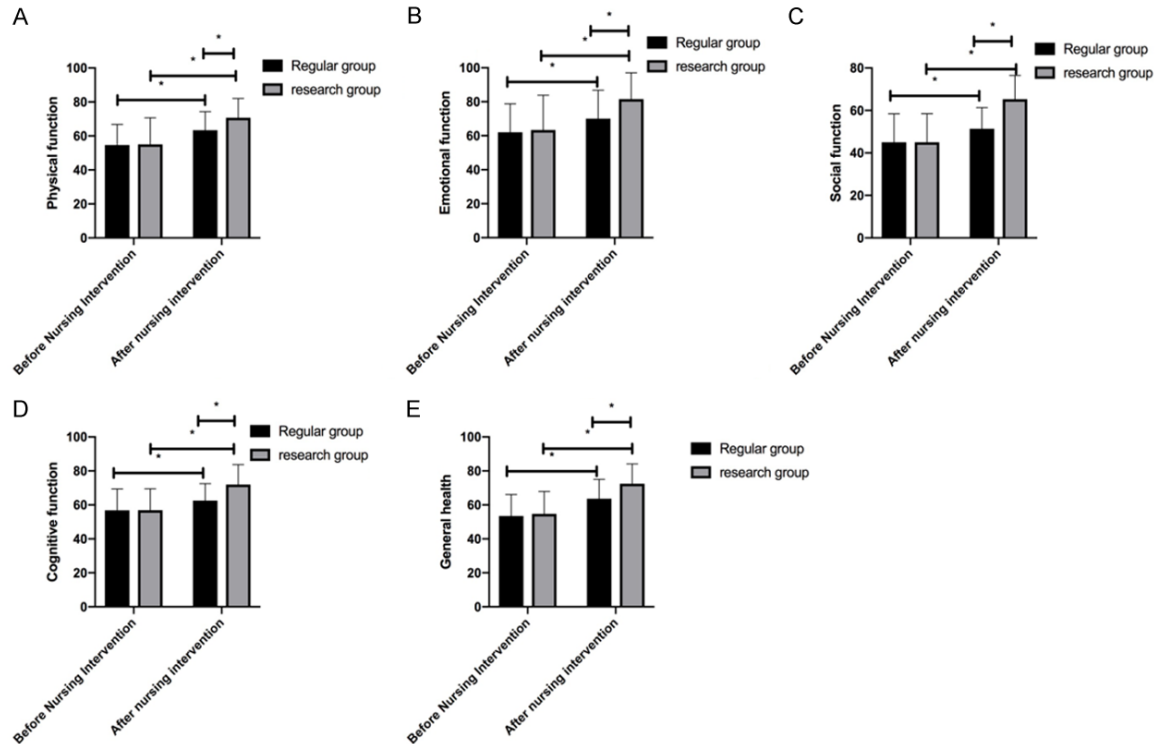 A
*
*
*
Regular group
research group
100
80
60
40
20
0
Physical function
Before Nursing Intervention
After nursing intervention
B
*
*
*
Regular group
research group
100
80
60
40
20
0
Emotional function
Before Nursing Intervention
After nursing intervention
C
*
*
*
Regular group
research group
80
60
40
20
0
Social function
Before Nursing Intervention
After nursing intervention
D
*
*
*
Regular group
research group
100
80
60
40
20
0
Cognitive function
Before Nursing Intervention
After nursing intervention
E
*
*
*
Regular group
research group
100
80
60
40
20
0
General health
Before Nursing Intervention
After nursing intervention